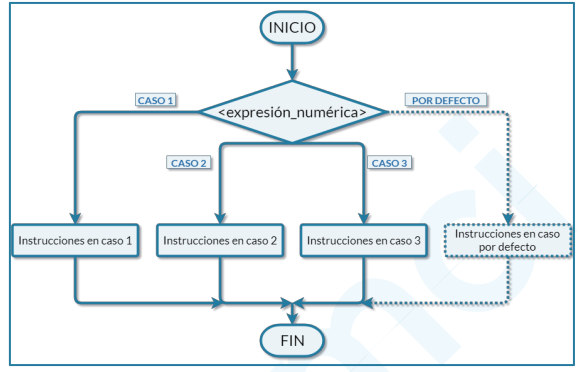 INICIO
<expresión_numérica>
CASO 1
POR DEFECTO
CASO 2
CASO 3
Instrucciones en caso 1
Instrucciones en caso 2
Instrucciones en caso 3
Instrucciones en caso
por defecto
FIN